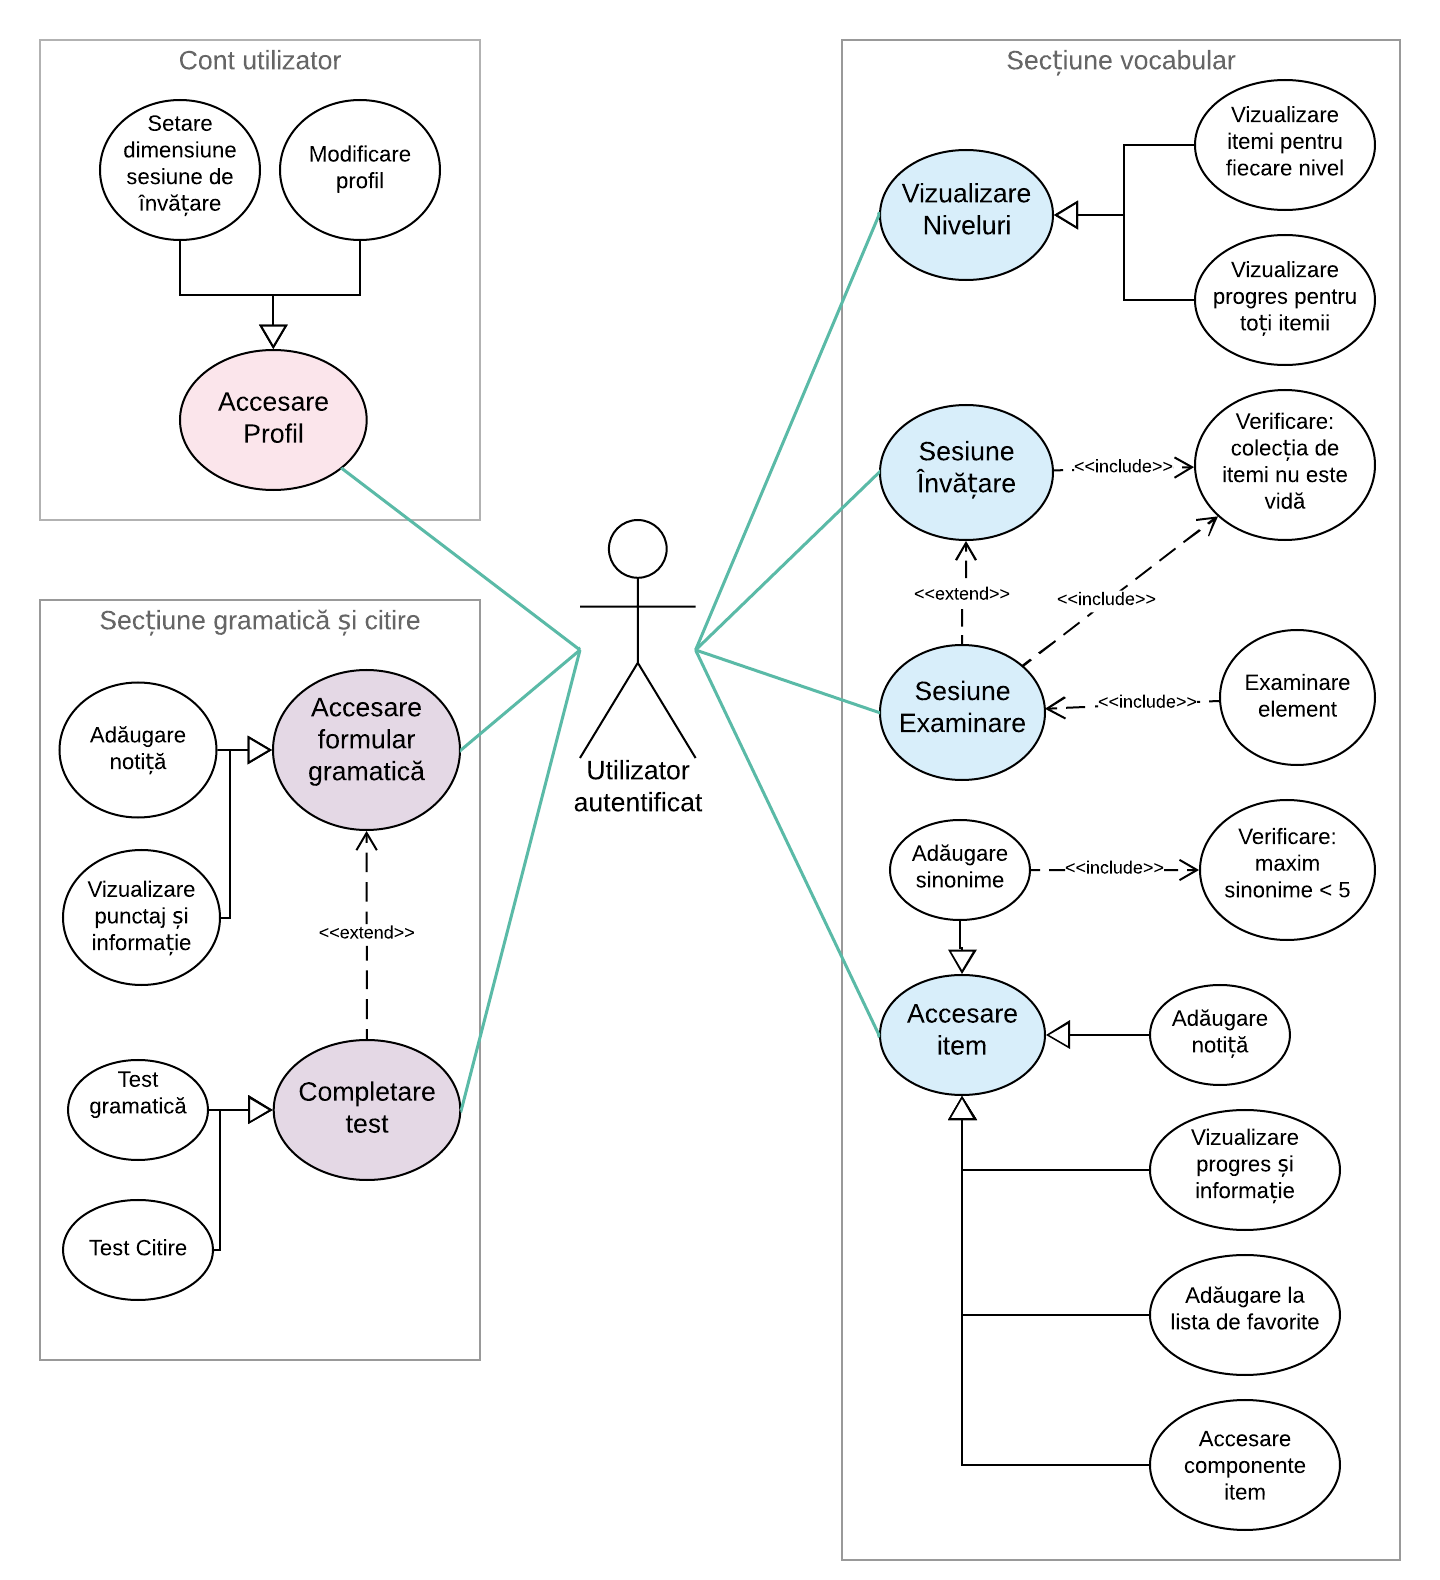 Cont utilizator
Setare
dimensiune
sesiune de
învățare
Modificare
profil
Accesare
Profil
Secțiune gramatică și citire
Accesare
formular
gramatică
Adăugare
notiță
Vizualizare
punctaj și
informație
<<extend>>
Test
gramatică
Completare
test
Test Citire
Utilizator
autentificat
Secțiune vocabular
Vizualizare
itemi pentru
fiecare nivel
Vizualizare
Niveluri
Vizualizare
progres pentru
toți itemii
Sesiune
Învățare
<<include>>
Verificare:
colecția de
itemi nu este
vidă
<<extend>>
<<include>>
Sesiune
Examinare
<<include>>
Examinare
element
Adăugare
sinonime
<<include>>
Verificare:
maxim
sinonime < 5
Accesare
item
Adăugare
notiță
Vizualizare
progres și
informație
Adăugare la
lista de favorite
Accesare
componente
item